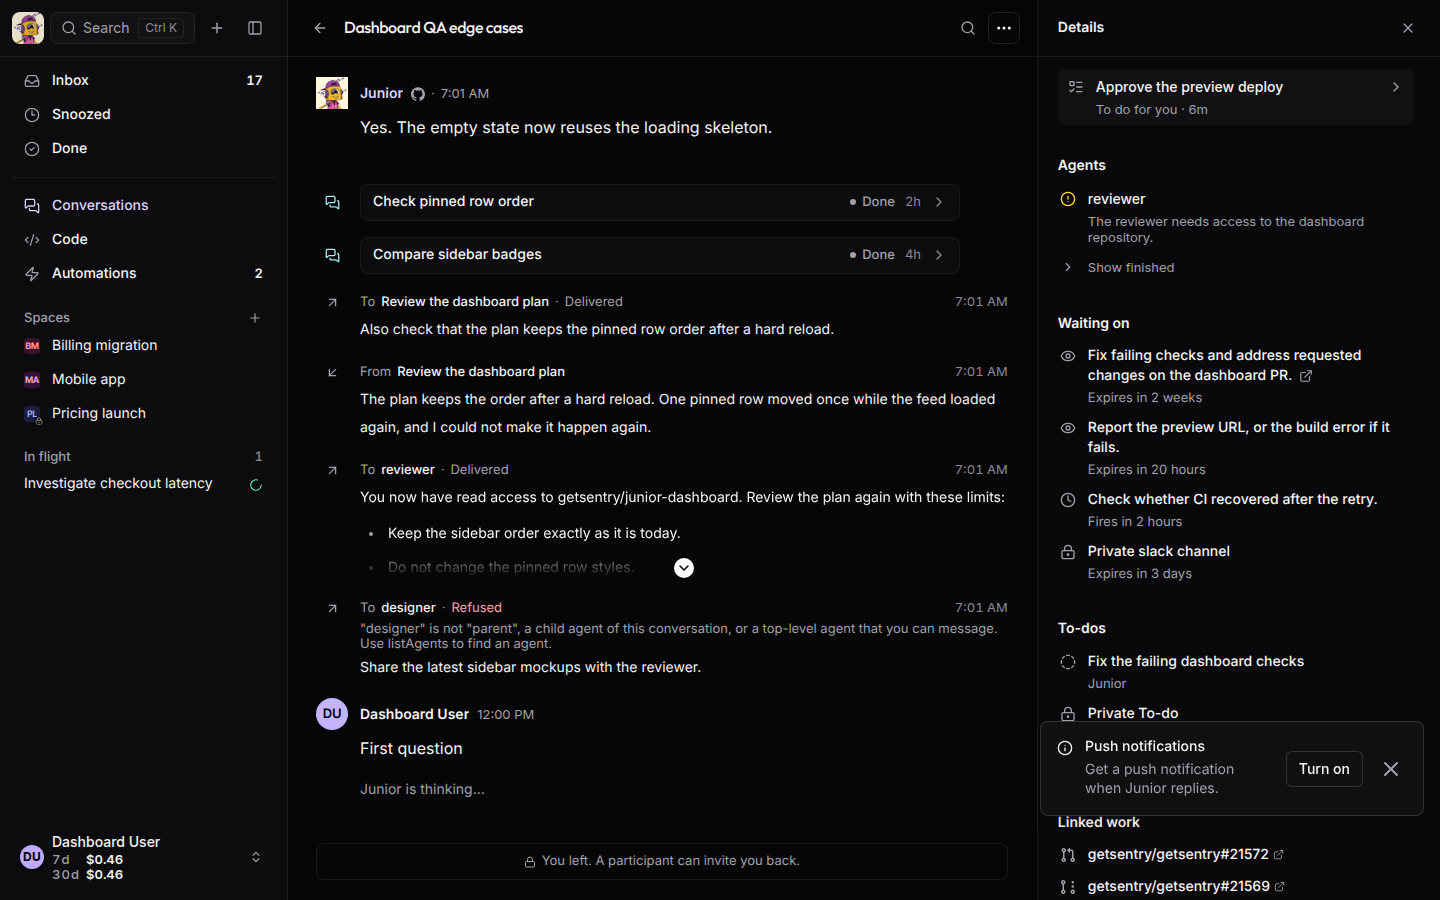 Search Ctrl K
Inbox 17
Snoozed
Done
Conversations
Code
Automations 2
Spaces
BM Billing migration
MA Mobile app
PL Pricing launch
In flight 1
Investigate checkout latency
DU Dashboard User
7d $0.46
30d $0.46
Dashboard QA edge cases
Junior · 7:01 AM
Yes. The empty state now reuses the loading skeleton.
Check pinned row order Done 2h
Compare sidebar badges Done 4h
To Review the dashboard plan · Delivered 7:01 AM
Also check that the plan keeps the pinned row order after a hard reload.
From Review the dashboard plan 7:01 AM
The plan keeps the order after a hard reload. One pinned row moved once while the feed loaded
again, and I could not make it happen again.
To reviewer · Delivered 7:01 AM
You now have read access to getsentry/junior-dashboard. Review the plan again with these limits:
• Keep the sidebar order exactly as it is today.
• Do not change the pinned row styles.
To designer · Refused 7:01 AM
"designer" is not "parent", a child agent of this conversation, or a top-level agent that you can message.
Use listAgents to find an agent.
Share the latest sidebar mockups with the reviewer.
DU Dashboard User 12:00 PM
First question
Junior is thinking...
You left. A participant can invite you back.
Details
Approve the preview deploy
To do for you · 6m
Agents
reviewer
The reviewer needs access to the dashboard
repository.
Show finished
Waiting on
Fix failing checks and address requested
changes on the dashboard PR.
Expires in 2 weeks
Report the preview URL, or the build error if it
fails.
Expires in 20 hours
Check whether CI recovered after the retry.
Fires in 2 hours
Private slack channel
Expires in 3 days
To-dos
Fix the failing dashboard checks
Junior
Private To-do
Push notifications
Get a push notification
when Junior replies.
Turn on
Linked work
getsentry/getsentry#21572
getsentry/getsentry#21569